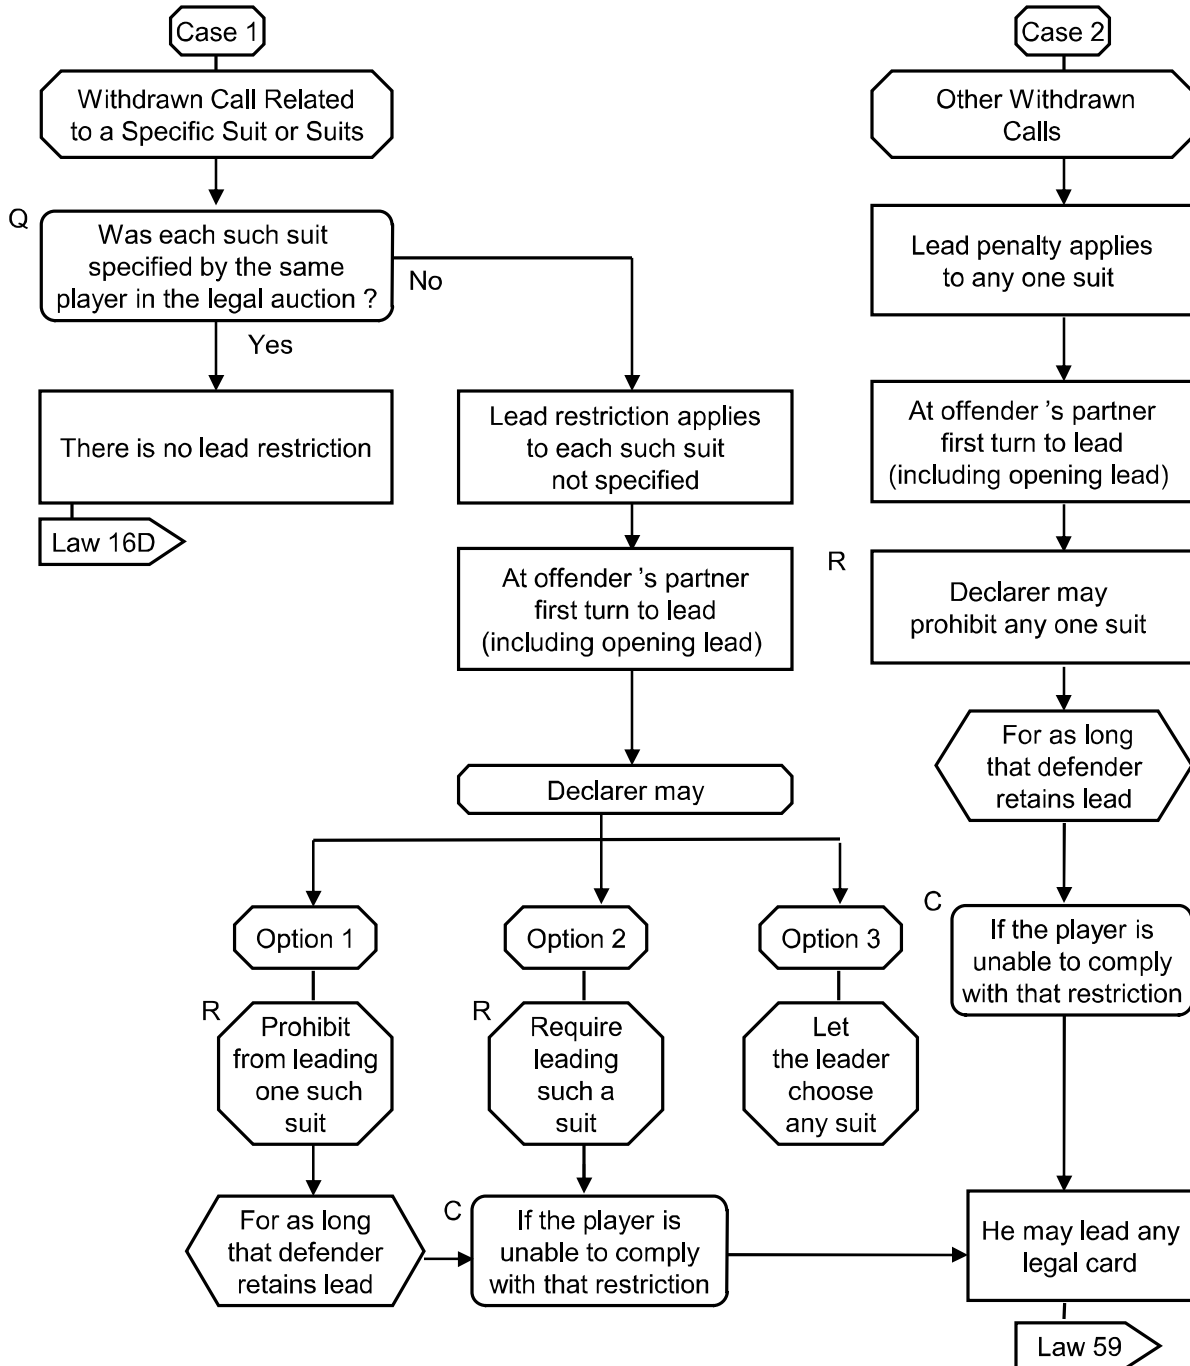 Case 1
Withdrawn Call Related
to a Specific Suit or Suits
Q
Was each such suit
specified by the same
player in the legal auction ?
No
Yes
There is no lead restriction
Law 16D
Lead restriction applies
to each such suit
not specified
At offender 's partner
first turn to lead
(including opening lead)
Declarer may
Option 1
R
Prohibit
from leading
one such
suit
For as long
that defender
retains lead
Option 2
R
Require
leading
such a
suit
C
If the player is
unable to comply
with that restriction
Option 3
Let
the leader
choose
any suit
Case 2
Other Withdrawn
Calls
Lead penalty applies
to any one suit
At offender 's partner
first turn to lead
(including opening lead)
R
Declarer may
prohibit any one suit
For as long
that defender
retains lead
C
If the player is
unable to comply
with that restriction
He may lead any
legal card
Law 59